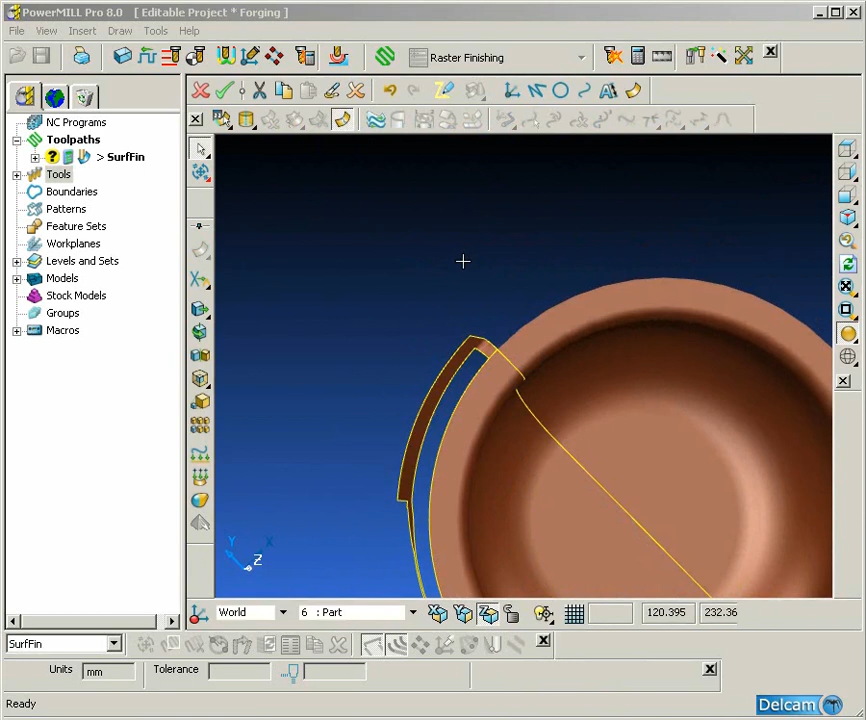 PowerMILL Pro 8.0    [ Editable Project * Forging ]
File View Insert Draw Tools Help
Raster Finishing
NC Programs
Toolpaths
> SurfFin
Tools
Boundaries
Patterns
Feature Sets
Workplanes
Levels and Sets
Models
Stock Models
Groups
Macros
Y X
Z
World 6 : Part 120.395 232.36
SurfFin
Units mm Tolerance
Ready Delcam